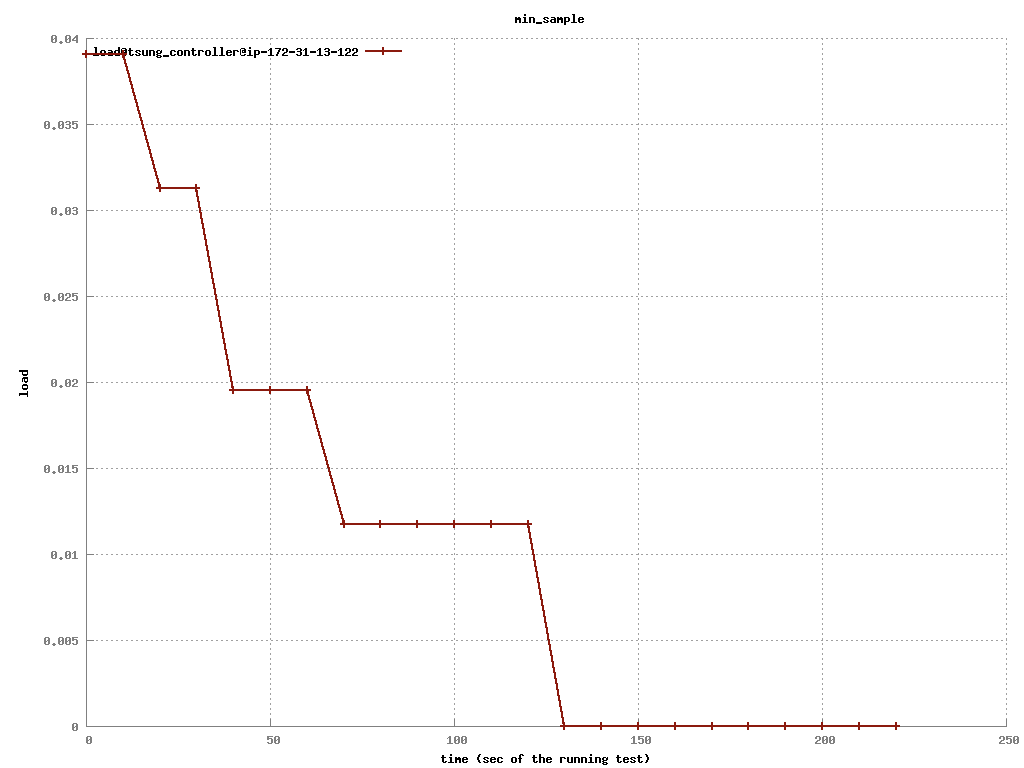 min_sample
load@tsung_controller@ip-172-31-13-122
0.04
0.035
0.03
0.025
0.02
0.015
0.01
0.005
0
load
0 50 100 150 200 250
time (sec of the running test)